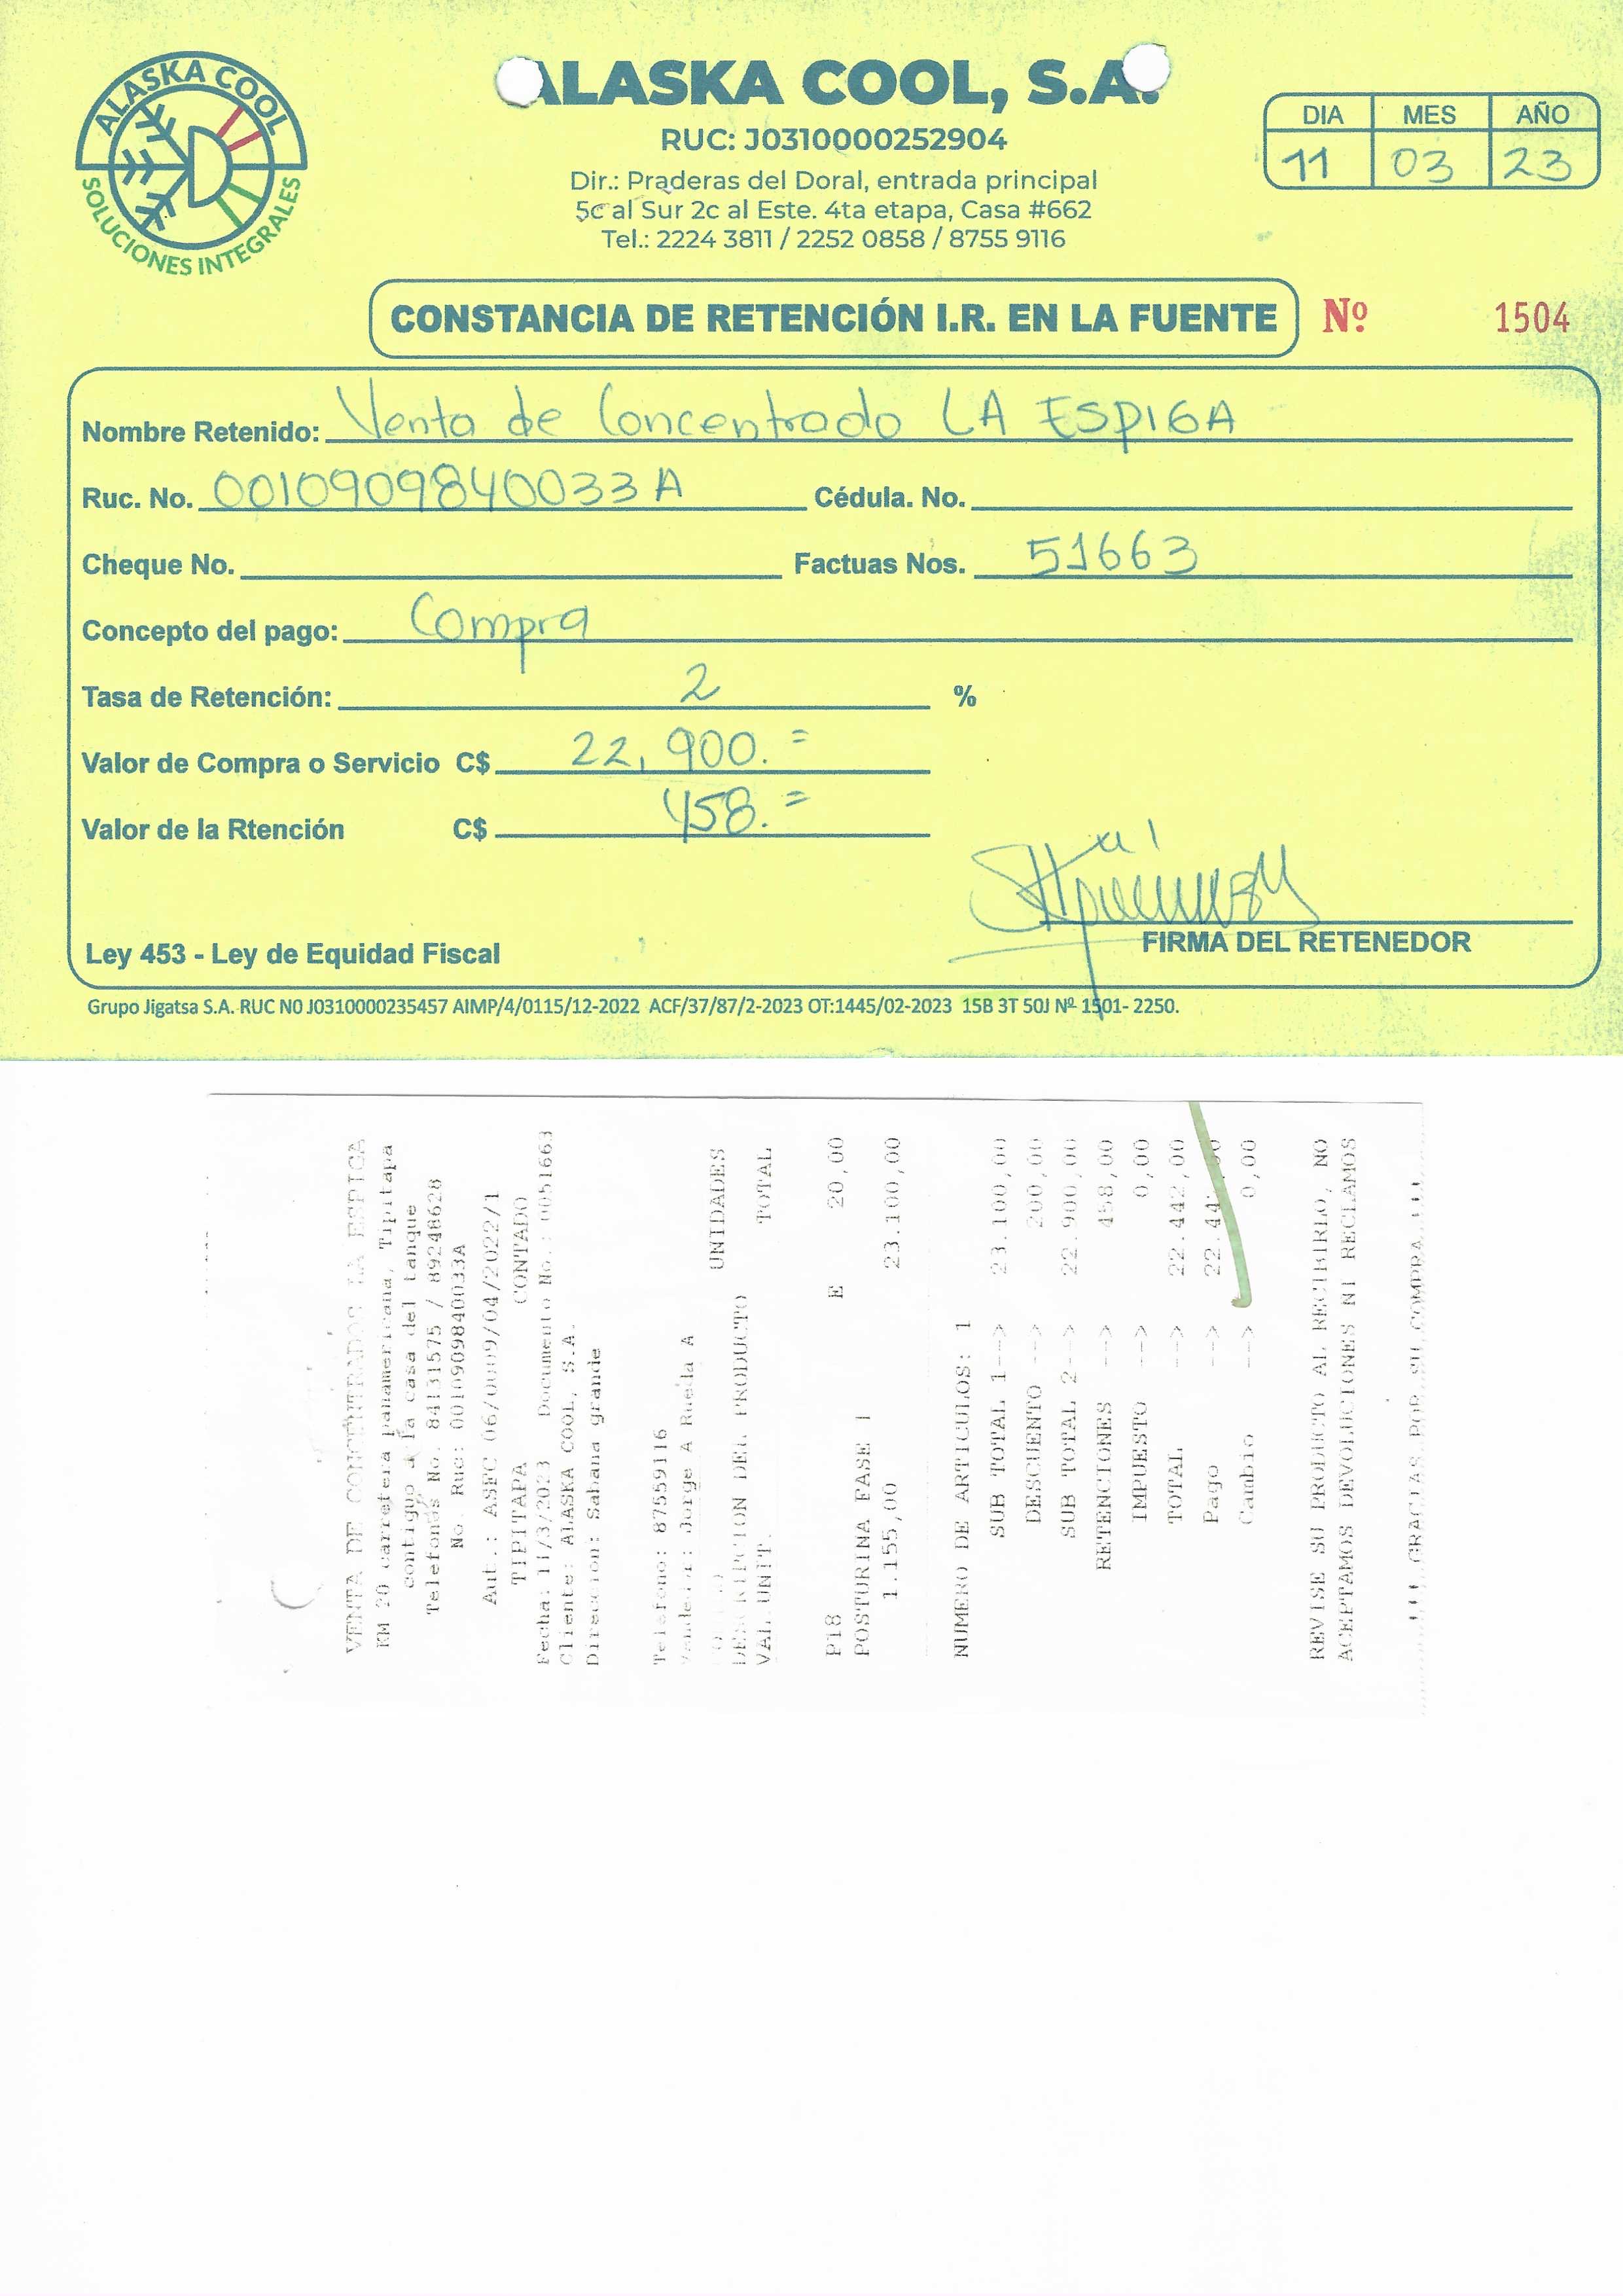 ALASKA COOL
SOLUCIONES INTEGRALES
ALASKA COOL, S.A.
RUC: J0310000252904
Dir.: Praderas del Doral, entrada principal
5c al Sur 2c al Este. 4ta etapa, Casa #662
Tel.: 2224 3811 / 2252 0858 / 8755 9116
DIA MES AÑO
11 03 23
CONSTANCIA DE RETENCIÓN I.R. EN LA FUENTE Nº 1504
Nombre Retenido: Venta de Concentrado LA ESPIGA
Ruc. No. 0010909840033A Cédula. No.
Cheque No. Factuas Nos. 51663
Concepto del pago: Compra
Tasa de Retención: 2 %
Valor de Compra o Servicio C$ 22,900.=
Valor de la Rtención C$ 458.=
FIRMA DEL RETENEDOR
Ley 453 - Ley de Equidad Fiscal
Grupo Jigatsa S.A. RUC N0 J0310000235457 AIMP/4/0115/12-2022 ACF/37/87/2-2023 OT:1445/02-2023 15B 3T 50J Nº 1501- 2250.
VENTA DE CONCENTRADOS LA ESPIGA
KM 20 carretera panamericana, Tipitapa
contiguo a la casa del tanque
Telefonos No. 84131575 / 89248628
No. Ruc: 0010909840033A
Aut.: ASFC 06/0009/04/2022/1
TIPITAPA CONTADO
Fecha: 11/3/2023 Documento No.: 0051663
Cliente: ALASKA COOL, S.A.
Direccion: Sabana grande
Telefono: 87559116
Vendedor: Jorge A Rueda A
UNIDADES
DESCRIPCION DEL PRODUCTO
VAL.UNIT. TOTAL
P18 E 20,00
POSTURINA FASE 1
1.155,00 23.100,00
NUMERO DE ARTICULOS: 1
SUB TOTAL 1---> 23.100,00
DESCUENTO ---> 200,00
SUB TOTAL 2---> 22.900,00
RETENCIONES ---> 458,00
IMPUESTO ---> 0,00
TOTAL ---> 22.442,00
Pago --->
Cambio ---> 0,00
REVISE SU PRODUCTO AL RECIBIRLO, NO
ACEPTAMOS DEVOLUCIONES NI RECLAMOS
GRACIAS POR SU COMPRA